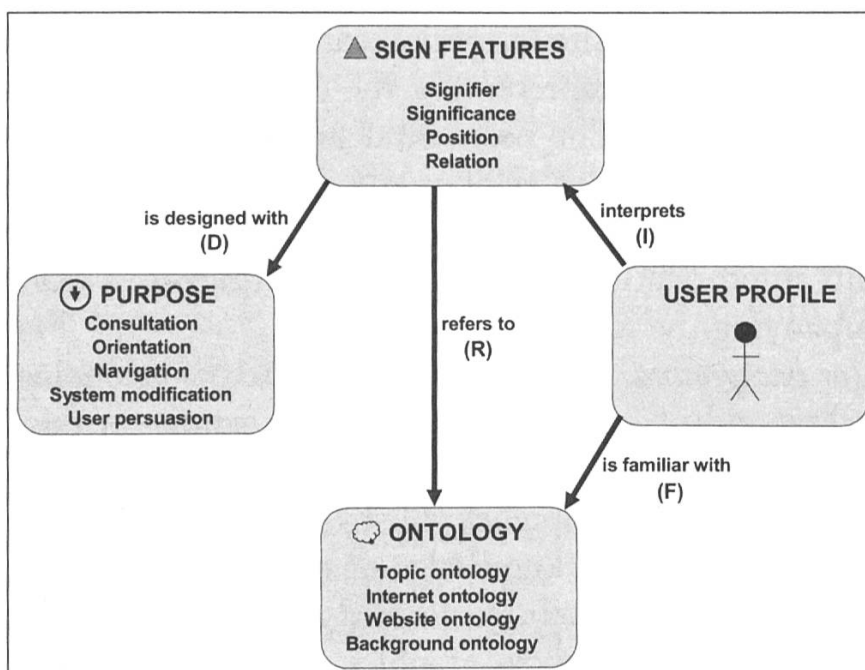 SIGN FEATURES
Signifier
Significance
Position
Relation
is designed with
(D)
interprets
(I)
PURPOSE
Consultation
Orientation
Navigation
System modification
User persuasion
refers to
(R)
USER PROFILE
is familiar with
(F)
ONTOLOGY
Topic ontology
Internet ontology
Website ontology
Background ontology